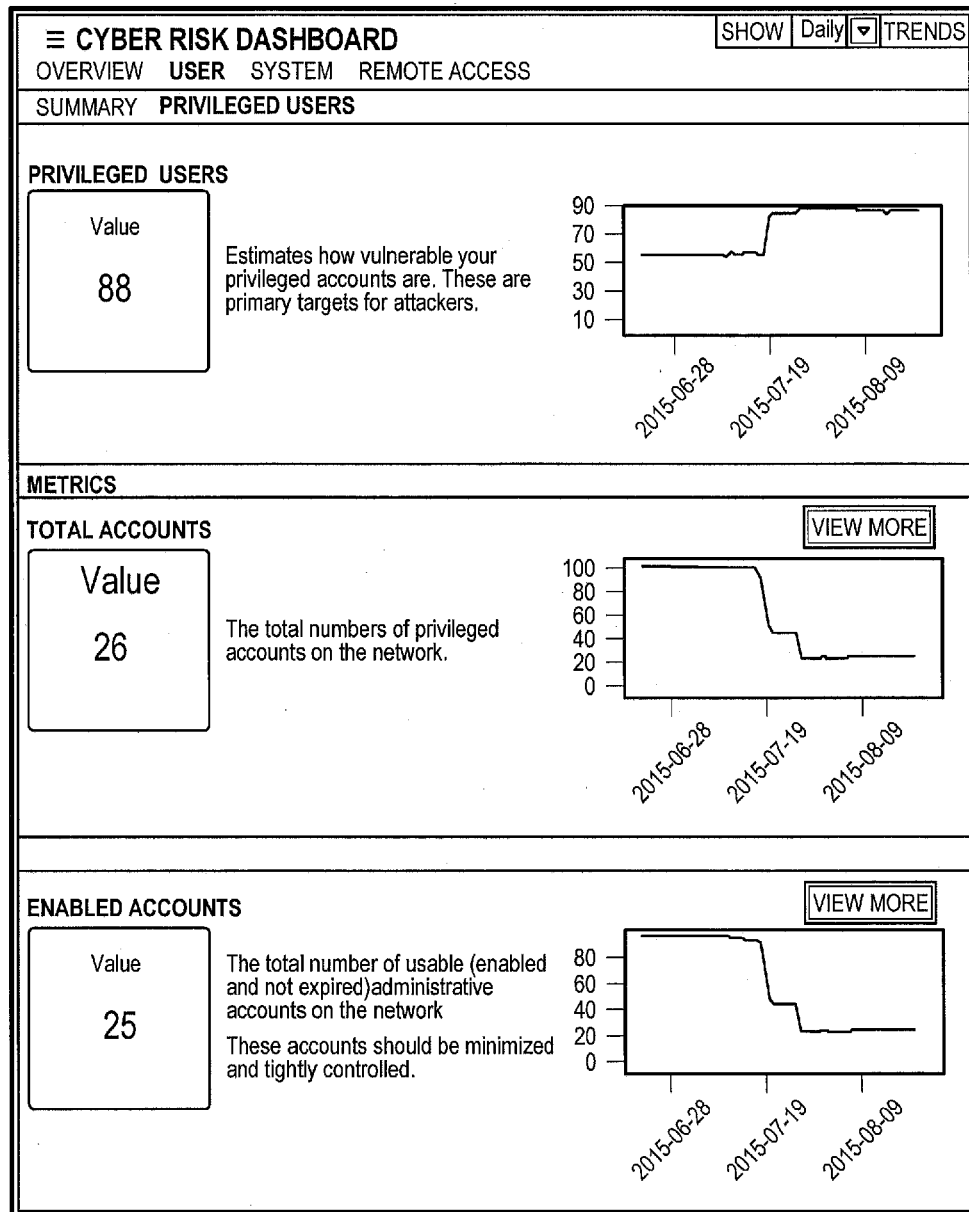 ≡ CYBER RISK DASHBOARD
SHOW Daily TRENDS
OVERVIEW USER SYSTEM REMOTE ACCESS
SUMMARY PRIVILEGED USERS
PRIVILEGED USERS
Value
88
Estimates how vulnerable your
privileged accounts are. These are
primary targets for attackers.
90
70
50
30
10
2015-06-28
2015-07-19
2015-08-09
METRICS
TOTAL ACCOUNTS
VIEW MORE
Value
26
The total numbers of privileged
accounts on the network.
100
80
60
40
20
0
2015-06-28
2015-07-19
2015-08-09
ENABLED ACCOUNTS
VIEW MORE
Value
25
The total number of usable (enabled
and not expired)administrative
accounts on the network
These accounts should be minimized
and tightly controlled.
80
60
40
20
0
2015-06-28
2015-07-19
2015-08-09